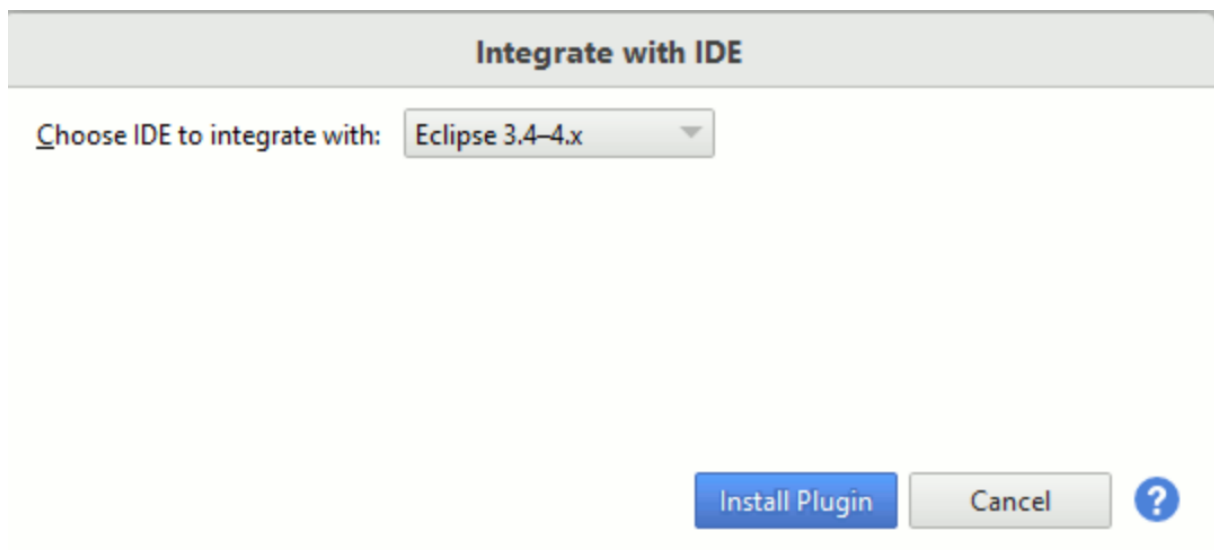 Integrate with IDE
Choose IDE to integrate with: Eclipse 3.4–4.x
Install Plugin Cancel ?